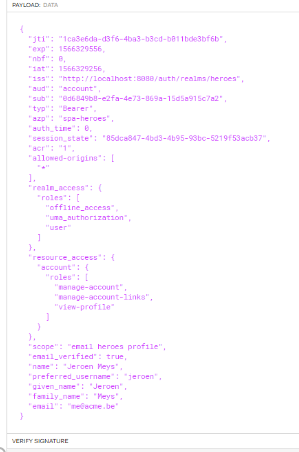 PAYLOAD: DATA
{
"jti": "1ca3e6da-d3f6-4ba3-b3cd-b811bde3bf6b",
"exp": 1566329556,
"nbf": 0,
"iat": 1566329256,
"iss": "http://localhost:8080/auth/realms/heroes",
"aud": "account",
"sub": "0d6849b8-e2fa-4e73-869a-15d5a915c7a2",
"typ": "Bearer",
"azp": "spa-heroes",
"auth_time": 0,
"session_state": "85dca847-4bd3-4b95-93bc-5219f53acb37",
"acr": "1",
"allowed-origins": [
"*"
],
"realm_access": {
"roles": [
"offline_access",
"uma_authorization",
"user"
]
},
"resource_access": {
"account": {
"roles": [
"manage-account",
"manage-account-links",
"view-profile"
]
}
},
"scope": "email heroes profile",
"email_verified": true,
"name": "Jeroen Meys",
"preferred_username": "jeroen",
"given_name": "Jeroen",
"family_name": "Meys",
"email": "me@acme.be"
}
VERIFY SIGNATURE